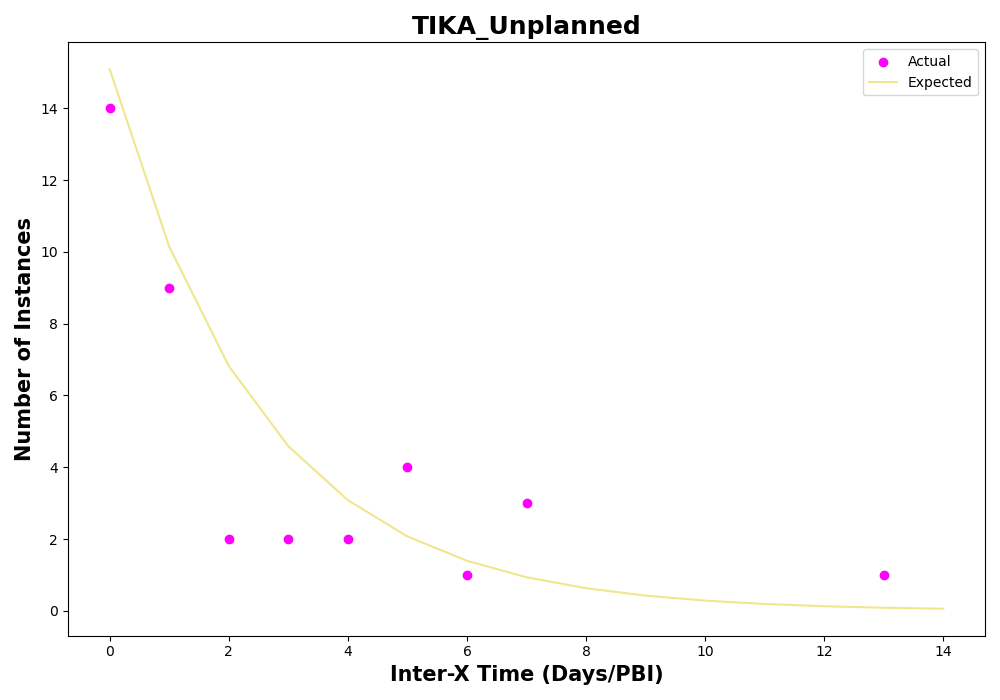 TIKA_Unplanned
Actual
Expected
Number of Instances
14
12
10
8
6
4
2
0
0 2 4 6 8 10 12 14
Inter-X Time (Days/PBI)